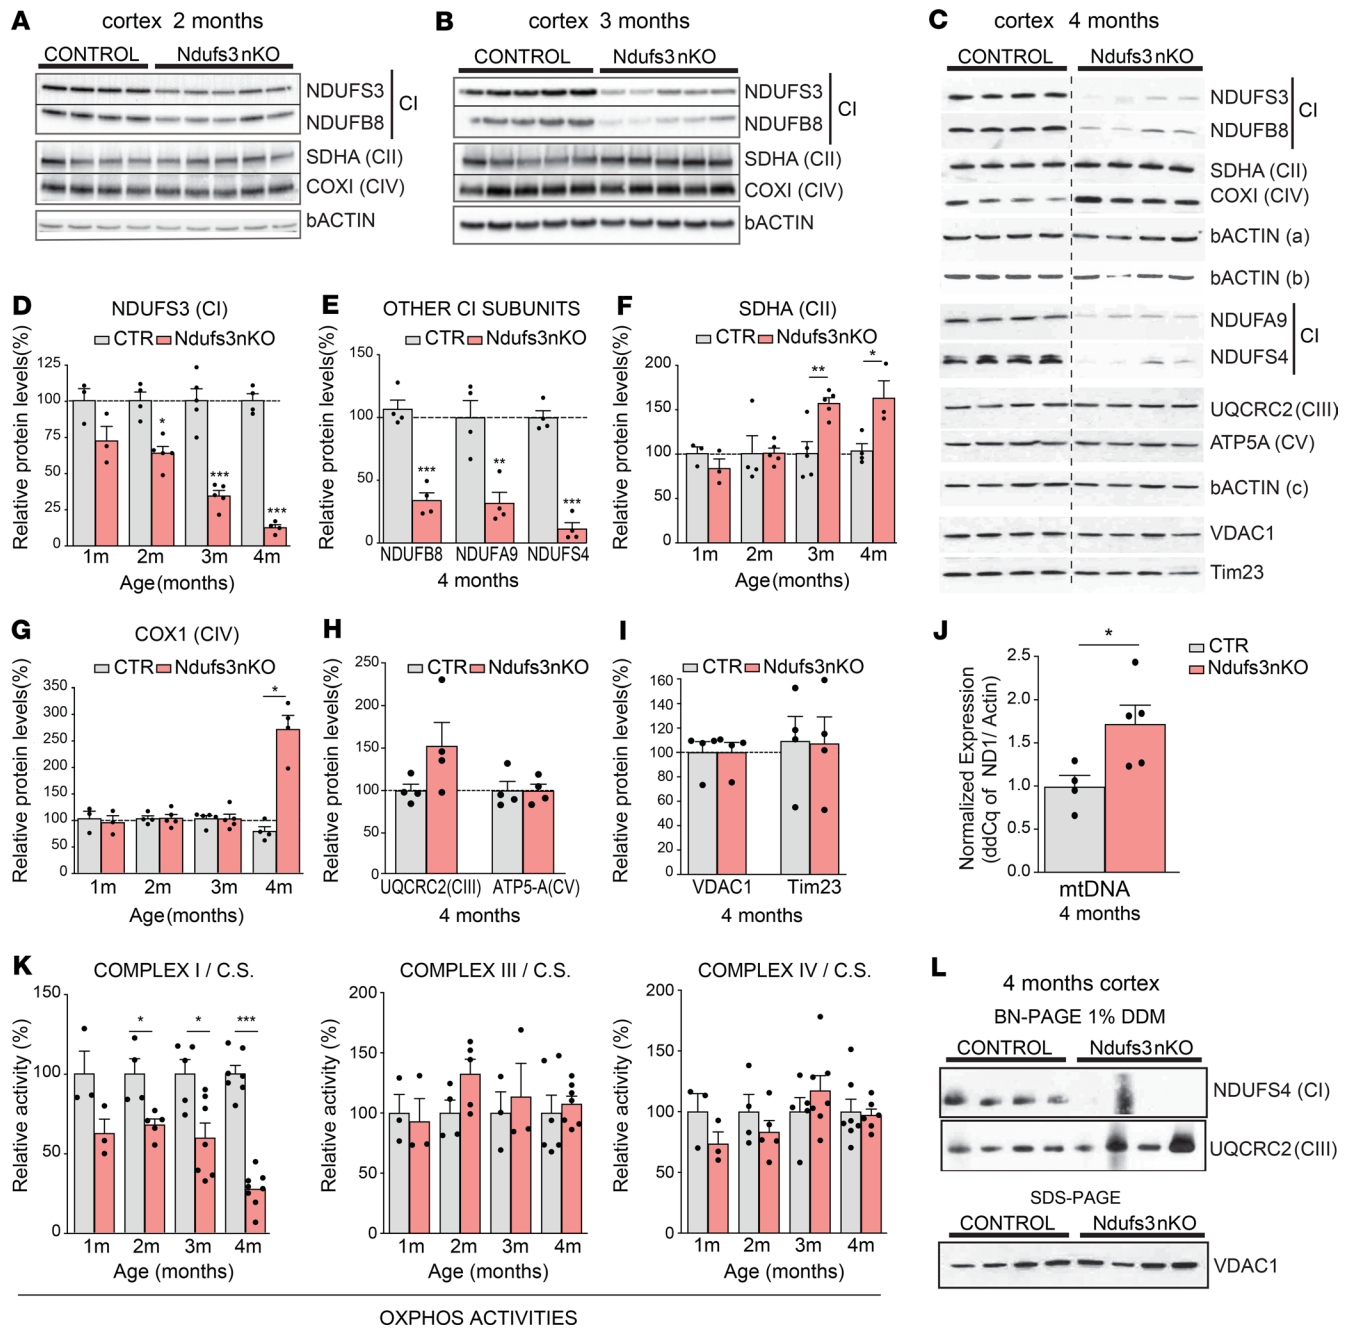 A
cortex 2 months
CONTROL
Ndufs3nKO
NDUFS3
NDUFB8
CI
SDHA (CII)
COXI (CIV)
bACTIN
B
cortex 3 months
CONTROL
Ndufs3nKO
NDUFS3
NDUFB8
CI
SDHA (CII)
COXI (CIV)
bACTIN
C
cortex 4 months
CONTROL
Ndufs3nKO
NDUFS3
NDUFB8
CI
SDHA (CII)
COXI (CIV)
bACTIN (a)
bACTIN (b)
NDUFA9
NDUFS4
CI
UQCRC2(CIII)
ATP5A (CV)
bACTIN (c)
VDAC1
Tim23
D
NDUFS3 (CI)
CTR Ndufs3nKO
Relative protein levels(%)
125
100
75
50
25
0
*
***
***
1m 2m 3m 4m
Age(months)
E
OTHER CI SUBUNITS
CTR Ndufs3nKO
Relative protein levels(%)
150
100
50
0
***
**
***
NDUFB8 NDUFA9 NDUFS4
4 months
F
SDHA (CII)
CTR Ndufs3nKO
Relative protein levels(%)
200
150
100
50
0
**
*
1m 2m 3m 4m
Age(months)
G
COX1 (CIV)
CTR Ndufs3nKO
Relative protein levels(%)
350
300
250
200
150
100
50
0
*
1m 2m 3m 4m
Age(months)
H
CTR Ndufs3nKO
Relative protein levels(%)
250
200
150
100
50
0
UQCRC2(CIII) ATP5-A(CV)
4 months
I
CTR Ndufs3nKO
Relative protein levels(%)
160
140
120
100
80
60
40
20
0
VDAC1 Tim23
4 months
J
*
CTR
Ndufs3nKO
Normalized Expression
(ddCq of ND1/ Actin)
2.5
2.0
1.5
1.0
0.5
0.0
mtDNA
4 months
K
COMPLEX I / C.S.
Relative activity (%)
150
100
50
0
*
*
***
1m 2m 3m 4m
Age (months)
COMPLEX III / C.S.
Relative activity (%)
200
150
100
50
0
1m 2m 3m 4m
Age (months)
COMPLEX IV / C.S.
Relative activity (%)
200
150
100
50
0
1m 2m 3m 4m
Age (months)
OXPHOS ACTIVITIES
L
4 months cortex
BN-PAGE 1% DDM
CONTROL
Ndufs3nKO
NDUFS4 (CI)
UQCRC2(CIII)
SDS-PAGE
CONTROL
Ndufs3nKO
VDAC1